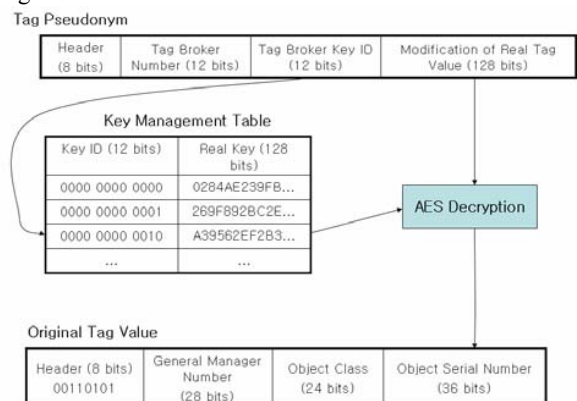 Tag Pseudonym
Header
(8 bits)
Tag Broker
Number (12 bits)
Tag Broker Key ID
(12 bits)
Modification of Real Tag
Value (128 bits)
Key Management Table
Key ID (12 bits)
Real Key (128
bits)
0000 0000 0000
0284AE239FB...
0000 0000 0001
269F892BC2E...
0000 0000 0010
A39562EF2B3...
...
...
AES Decryption
Original Tag Value
Header (8 bits)
00110101
General Manager
Number
(28 bits)
Object Class
(24 bits)
Object Serial Number
(36 bits)